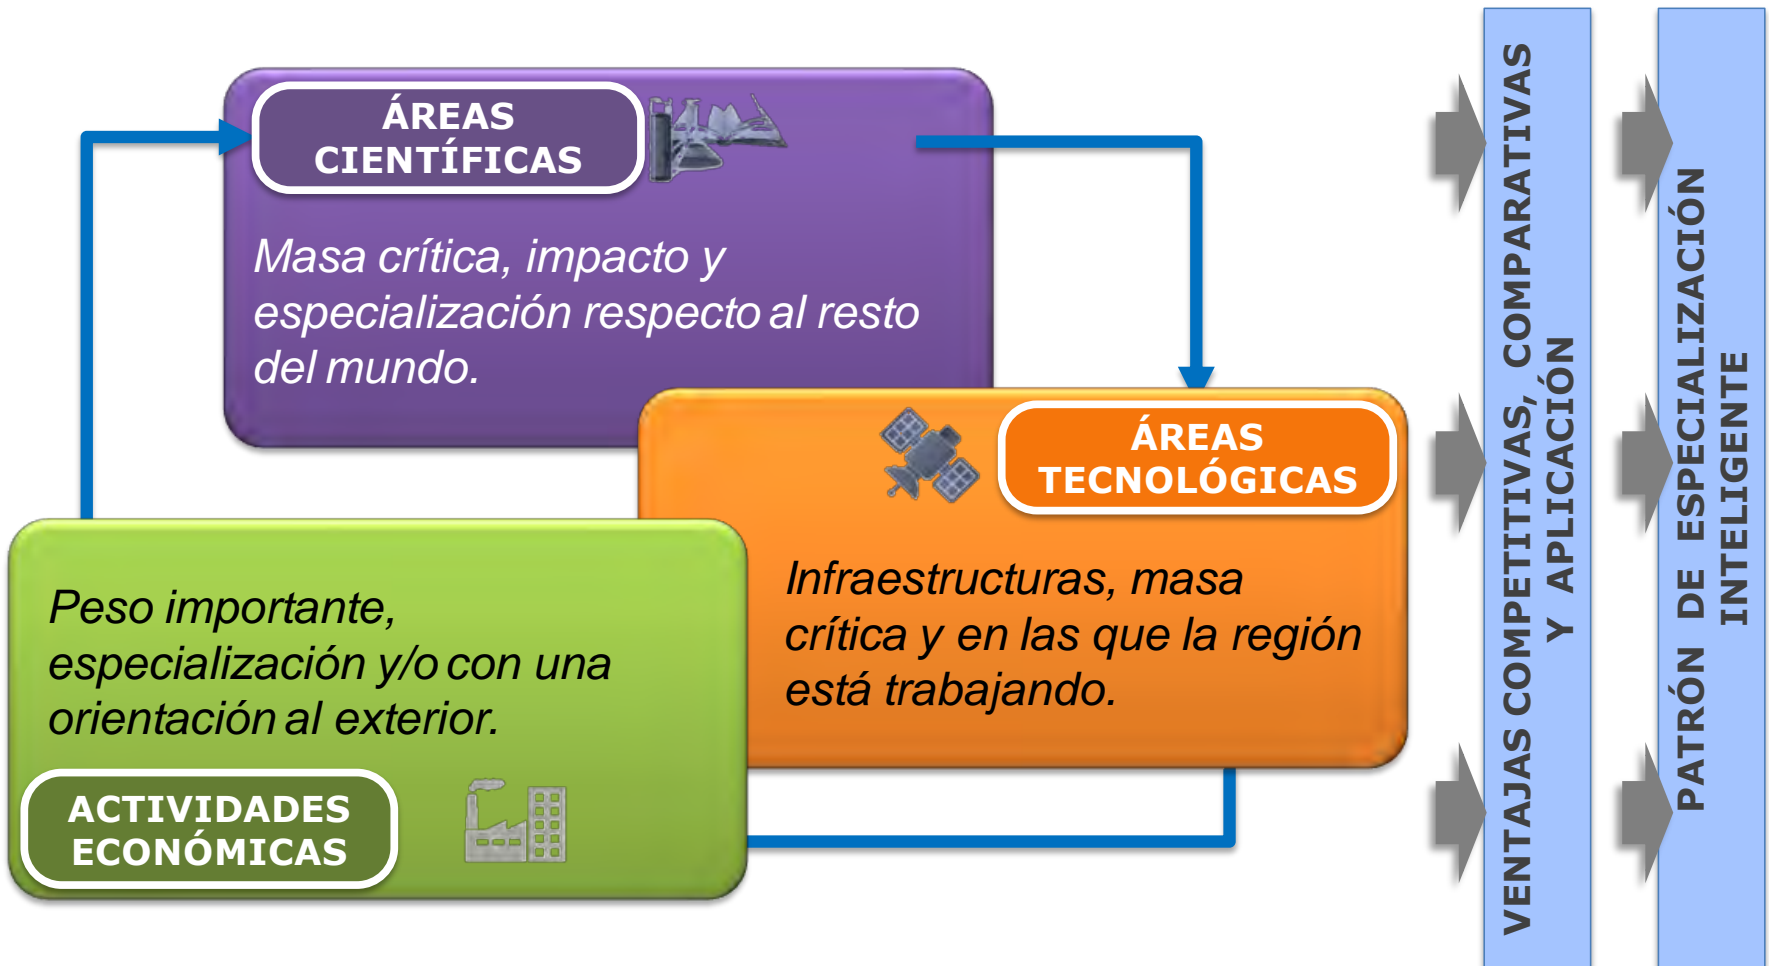 ÁREAS
CIENTÍFICAS
Masa crítica, impacto y
especialización respecto al resto
del mundo.
ÁREAS
TECNOLÓGICAS
Infraestructuras, masa
crítica y en las que la región
está trabajando.
Peso importante,
especialización y/o con una
orientación al exterior.
ACTIVIDADES
ECONÓMICAS
VENTAJAS COMPETITIVAS, COMPARATIVAS
Y APLICACIÓN
PATRÓN DE ESPECIALIZACIÓN
INTELIGENTE